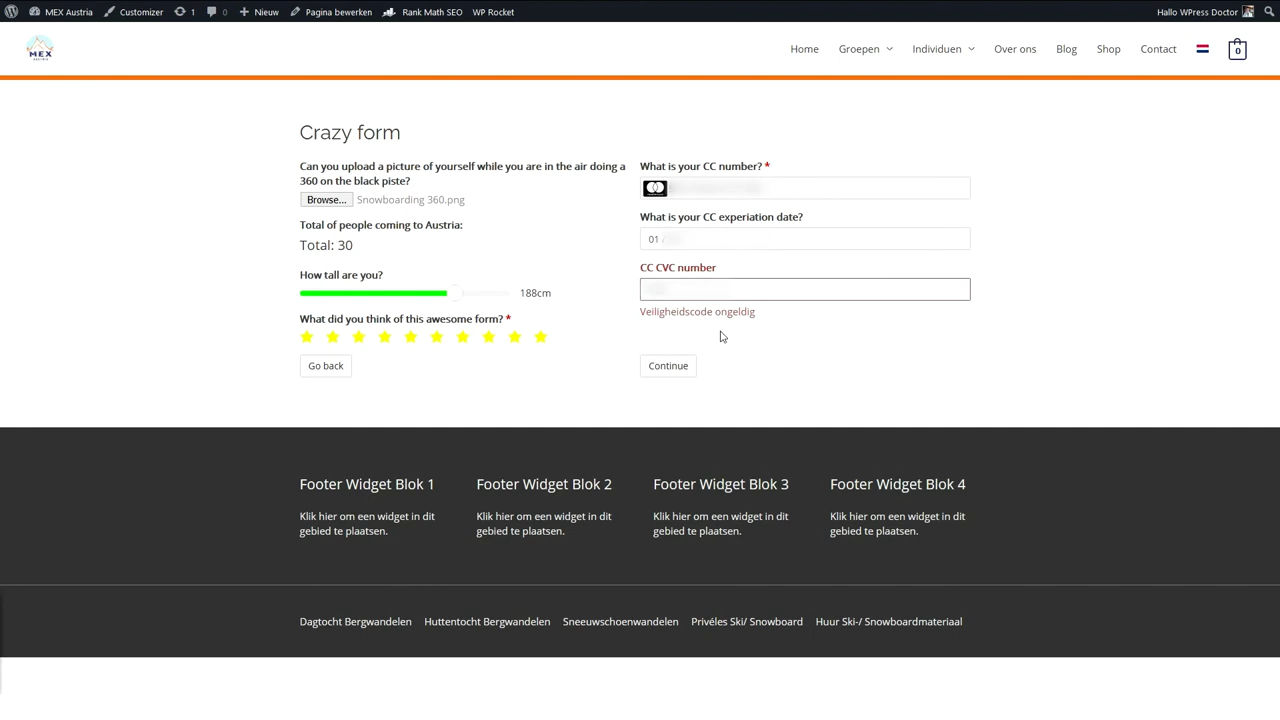 MEX Austria Customizer 1 0 Nieuw Pagina bewerken Rank Math SEO WP Rocket Hallo WPress Doctor
MEX
Home Groepen Individuen Over ons Blog Shop Contact 0
Crazy form
Can you upload a picture of yourself while you are in the air doing a
360 on the black piste?
Browse... Snowboarding 360.png
Total of people coming to Austria:
Total: 30
How tall are you?
188cm
What did you think of this awesome form? *
Go back
What is your CC number? *
What is your CC experiation date?
01 /
CC CVC number
Veiligheidscode ongeldig
Continue
Footer Widget Blok 1
Klik hier om een widget in dit
gebied te plaatsen.
Footer Widget Blok 2
Klik hier om een widget in dit
gebied te plaatsen.
Footer Widget Blok 3
Klik hier om een widget in dit
gebied te plaatsen.
Footer Widget Blok 4
Klik hier om een widget in dit
gebied te plaatsen.
Dagtocht Bergwandelen Huttentocht Bergwandelen Sneeuwschoenwandelen Privéles Ski/ Snowboard Huur Ski-/ Snowboardmateriaal